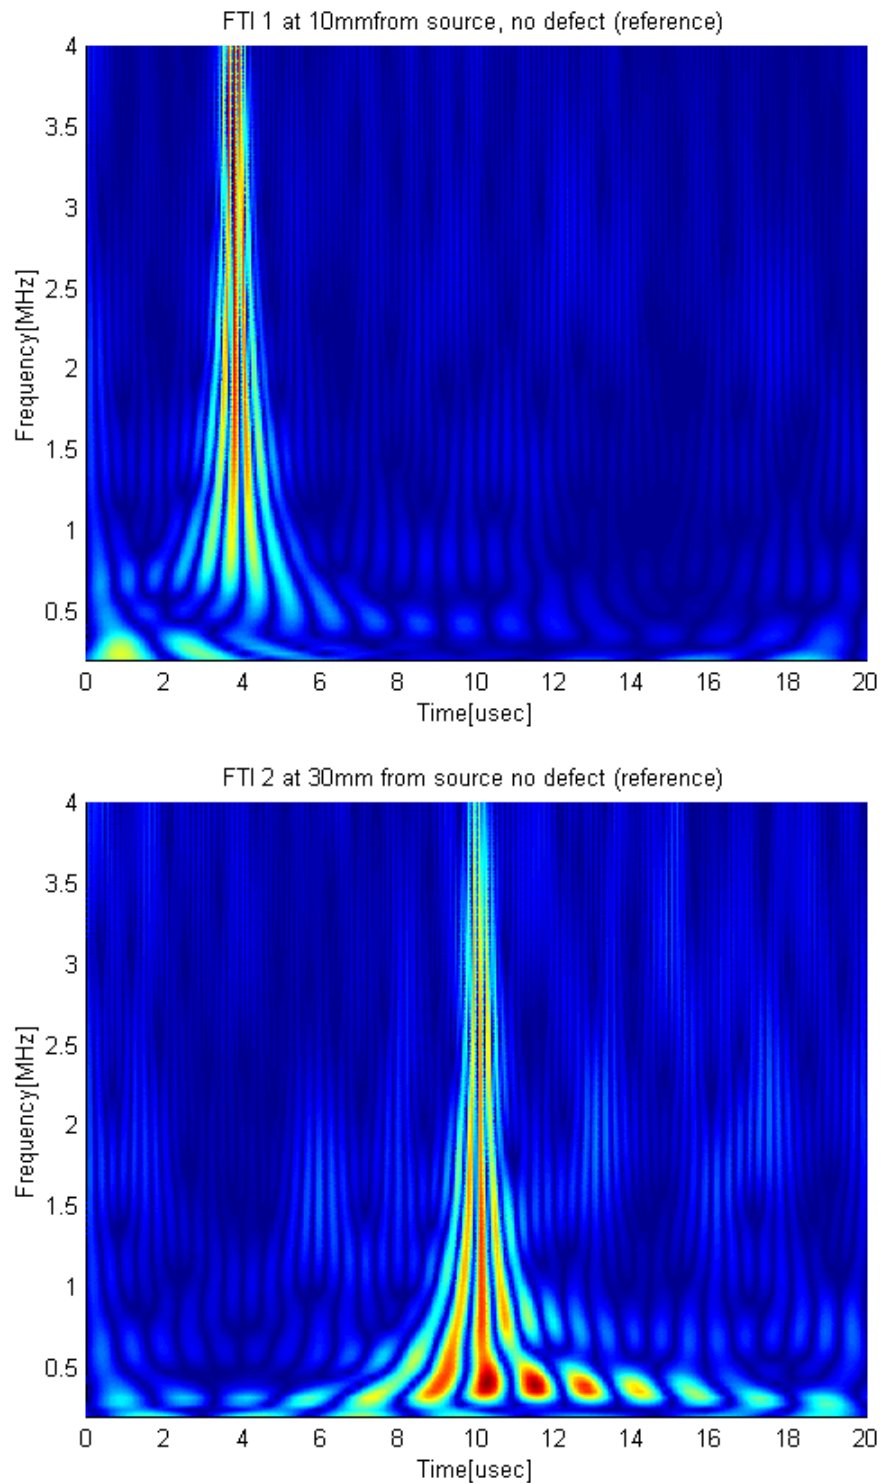 FTI 1 at 10mmfrom source, no defect (reference)
4
3.5
3
2.5
2
1.5
1
0.5
Frequency[MHz]
0 2 4 6 8 10 12 14 16 18 20
Time[usec]
FTI 2 at 30mm from source no defect (reference)
4
3.5
3
2.5
2
1.5
1
0.5
Frequency[MHz]
0 2 4 6 8 10 12 14 16 18 20
Time[usec]